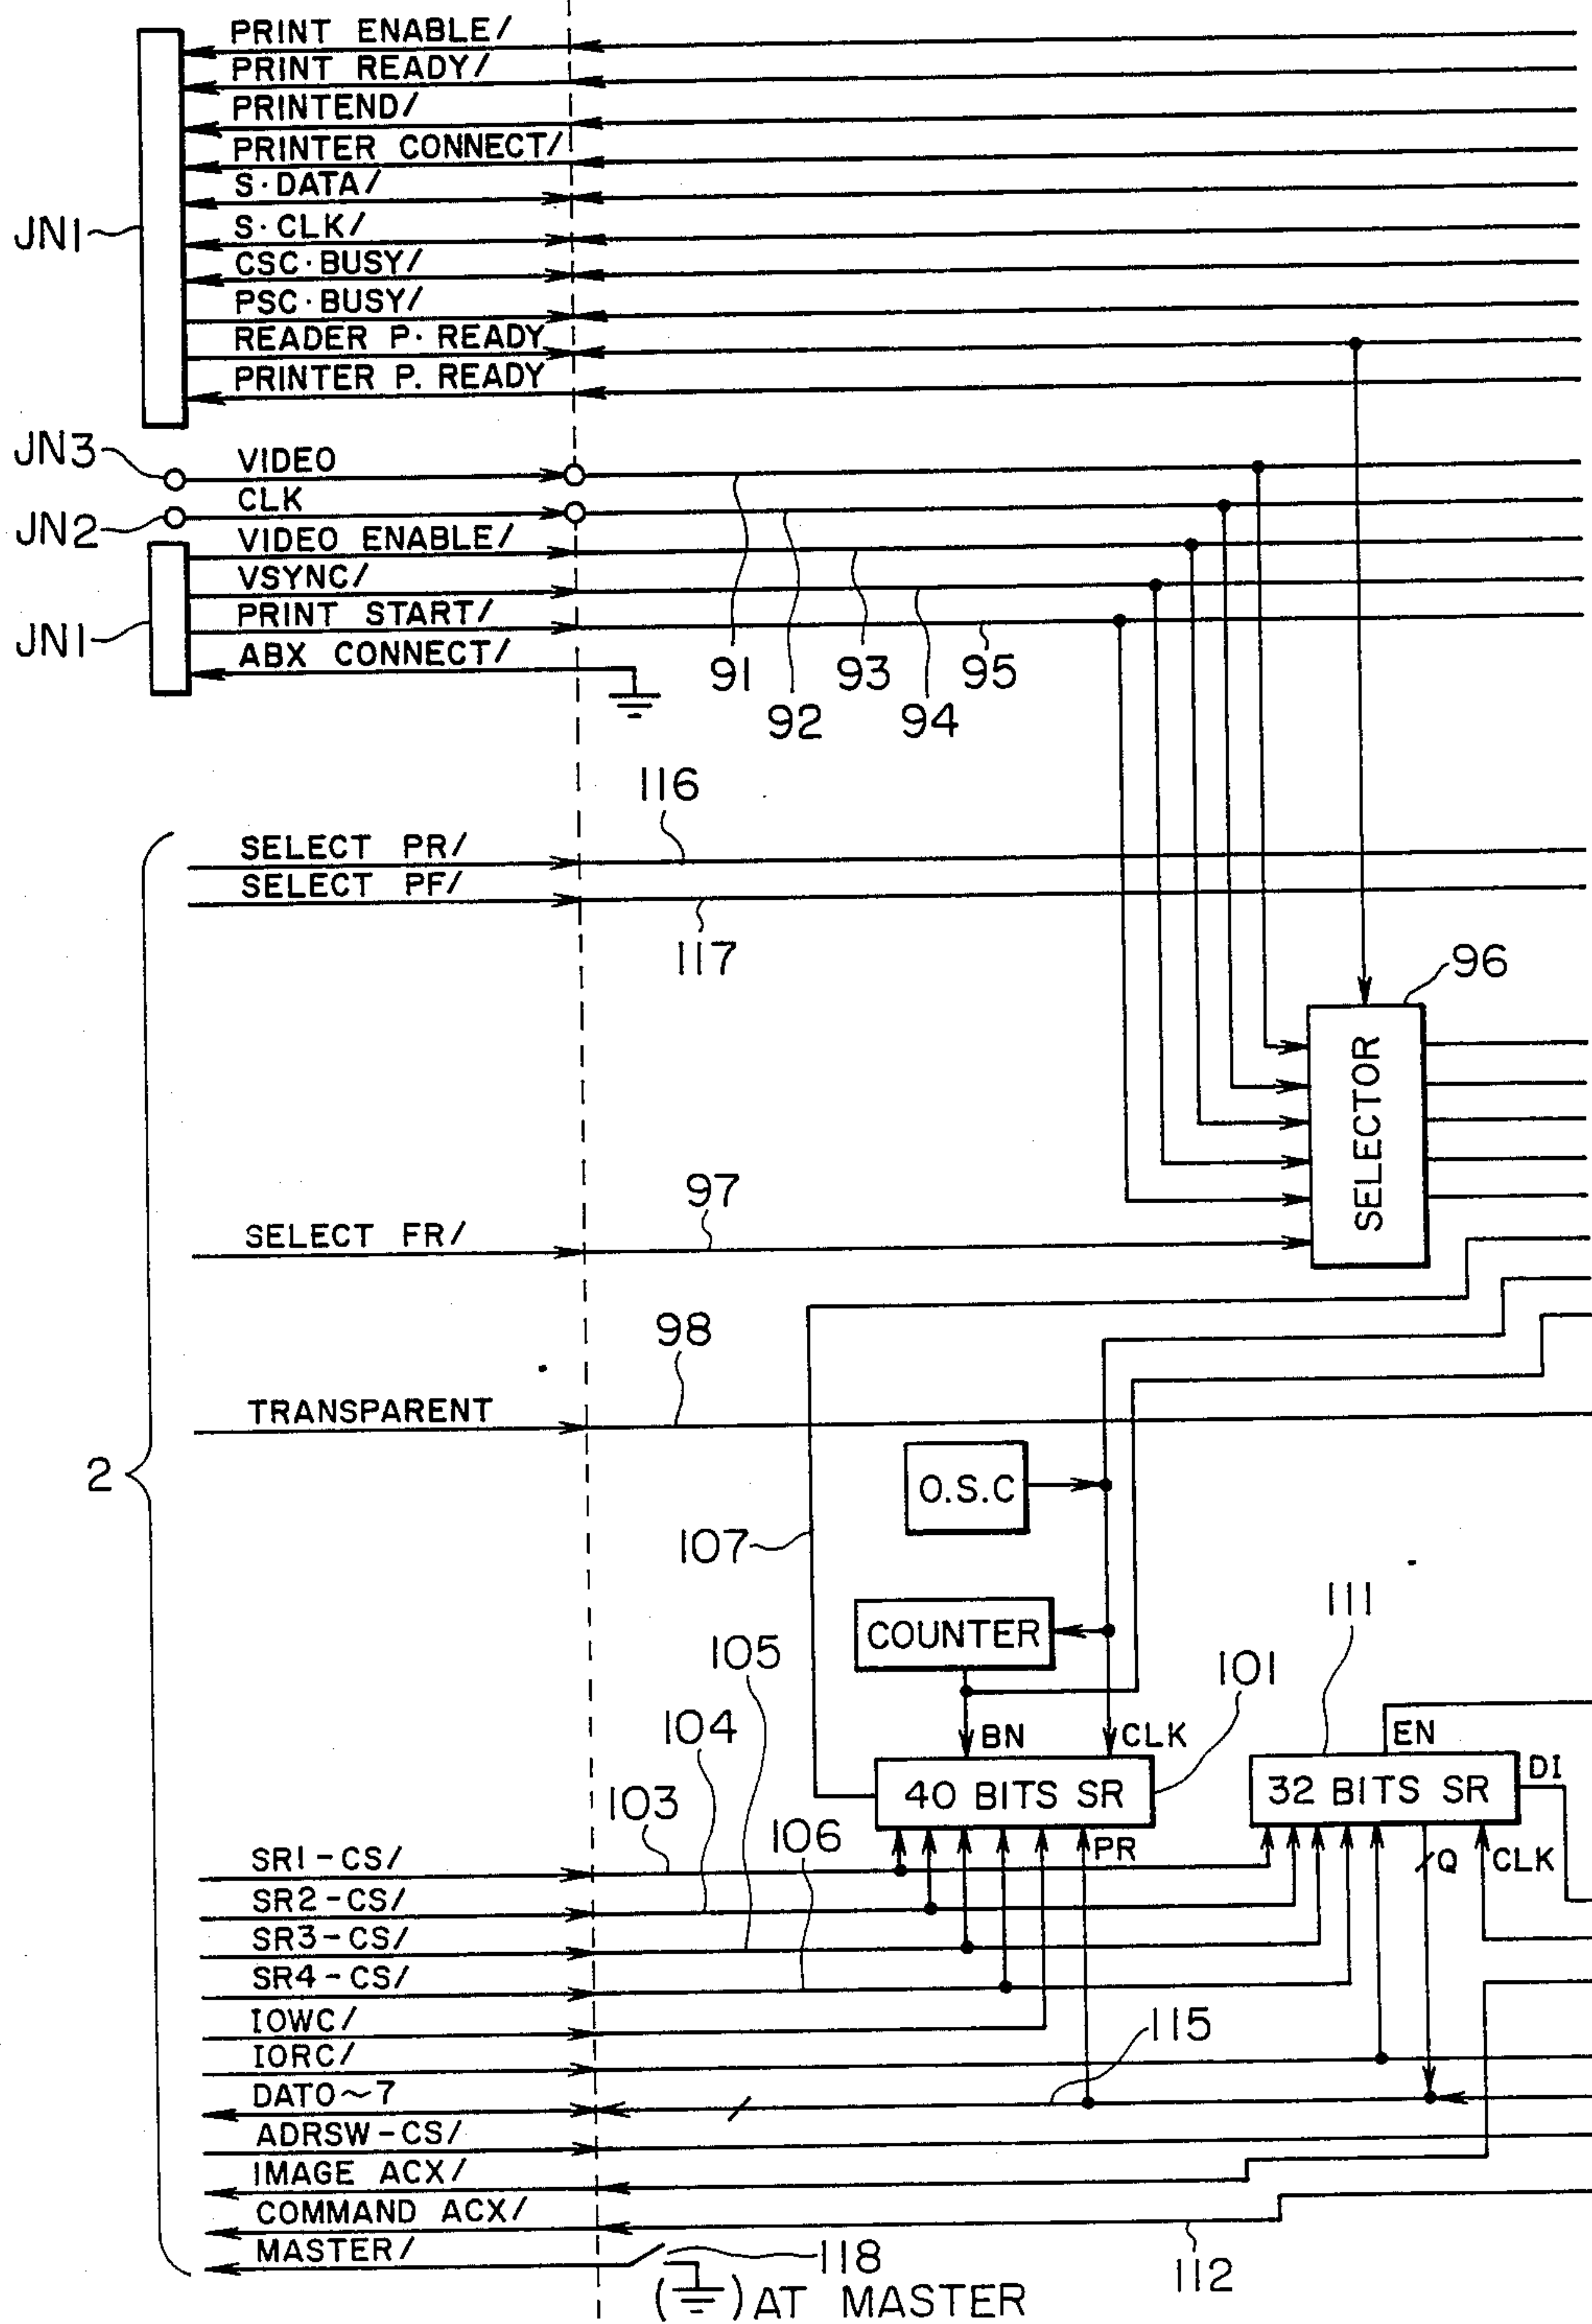 PRINT ENABLE/
PRINT READY/
PRINTEND/
PRINTER CONNECT/
S·DATA/
JN1
S·CLK/
CSC·BUSY/
PSC·BUSY/
READER P· READY
PRINTER P. READY
JN3
VIDEO
JN2
CLK
VIDEO ENABLE/
VSYNC/
JN1
PRINT START/
ABX CONNECT/
91
92
93
94
95
116
SELECT PR/
SELECT PF/
117
96
SELECTOR
97
SELECT FR/
98
TRANSPARENT
2
O.S.C
107
COUNTER
111
105
101
104
BN
CLK
EN
DI
103
40 BITS SR
32 BITS SR
106
PR
Q
CLK
SR1-CS/
SR2-CS/
SR3-CS/
SR4-CS/
IOWC/
115
IORC/
DATO~7
ADRSW-CS/
IMAGE ACX/
COMMAND ACX/
MASTER/
118
112
( ) AT MASTER